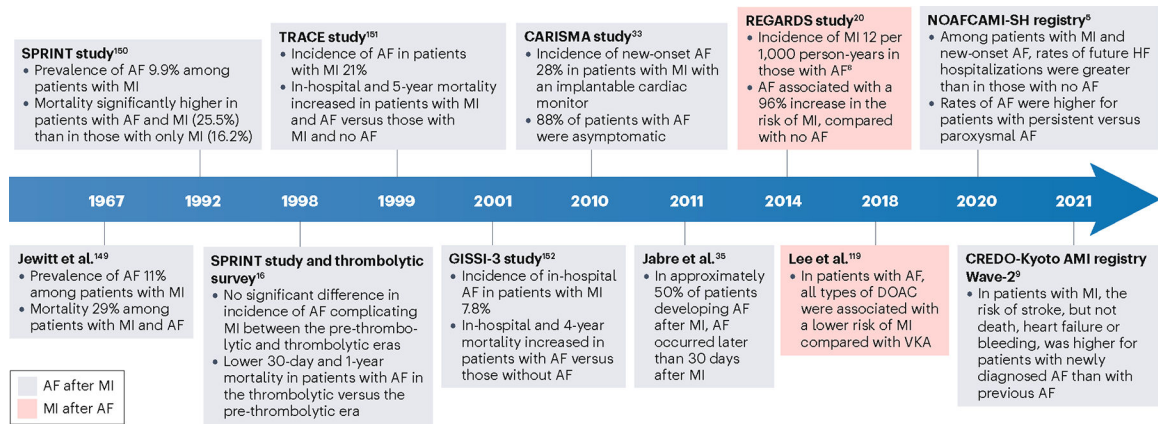 SPRINT study¹⁵⁰
• Prevalence of AF 9.9% among
patients with MI
• Mortality significantly higher in
patients with AF and MI (25.5%)
than in those with only MI (16.2%)
TRACE study¹⁵¹
• Incidence of AF in patients
with MI 21%
• In-hospital and 5-year mortality
increased in patients with MI
and AF versus those with
MI and no AF
CARISMA study³³
• Incidence of new-onset AF
28% in patients with MI with
an implantable cardiac
monitor
• 88% of patients with AF
were asymptomatic
REGARDS study²⁰
• Incidence of MI 12 per
1,000 person-years in
those with AF⁸
• AF associated with a
96% increase in the
risk of MI, compared
with no AF
NOAFCAMI-SH registry⁵
• Among patients with MI and
new-onset AF, rates of future HF
hospitalizations were greater
than in those with no AF
• Rates of AF were higher for
patients with persistent versus
paroxysmal AF
1967 1992 1998 1999 2001 2010 2011 2014 2018 2020 2021
Jewitt et al.¹⁴⁹
• Prevalence of AF 11%
among patients with MI
• Mortality 29% among
patients with MI and AF
SPRINT study and thrombolytic
survey¹⁶
• No significant difference in
incidence of AF complicating
MI between the pre-thrombo-
lytic and thrombolytic eras
• Lower 30-day and 1-year
mortality in patients with AF in
the thrombolytic versus the
pre-thrombolytic era
GISSI-3 study¹⁵²
• Incidence of in-hospital
AF in patients with MI
7.8%
• In-hospital and 4-year
mortality increased in
patients with AF versus
those without AF
Jabre et al.³⁵
• In approximately
50% of patients
developing AF
after MI, AF
occurred later
than 30 days
after MI
Lee et al.¹¹⁹
• In patients with AF,
all types of DOAC
were associated with
a lower risk of MI
compared with VKA
CREDO-Kyoto AMI registry
Wave-2⁹
• In patients with MI, the
risk of stroke, but not
death, heart failure or
bleeding, was higher for
patients with newly
diagnosed AF than with
previous AF
AF after MI
MI after AF